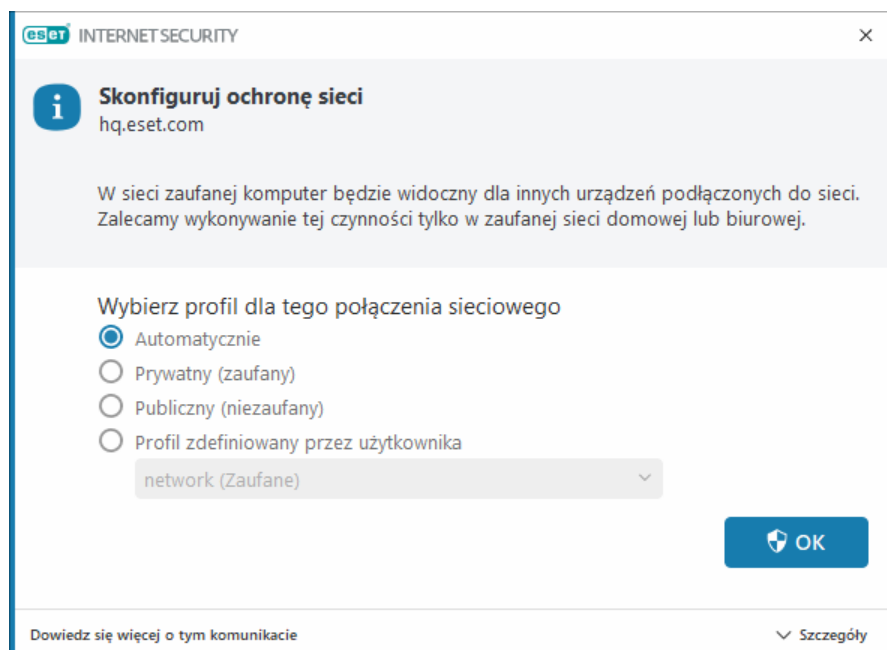 eset INTERNET SECURITY
Skonfiguruj ochronę sieci
hq.eset.com
W sieci zaufanej komputer będzie widoczny dla innych urządzeń podłączonych do sieci.
Zalecamy wykonywanie tej czynności tylko w zaufanej sieci domowej lub biurowej.
Wybierz profil dla tego połączenia sieciowego
Automatycznie
Prywatny (zaufany)
Publiczny (niezaufany)
Profil zdefiniowany przez użytkownika
network (Zaufane)
OK
Dowiedz się więcej o tym komunikacie
Szczegóły